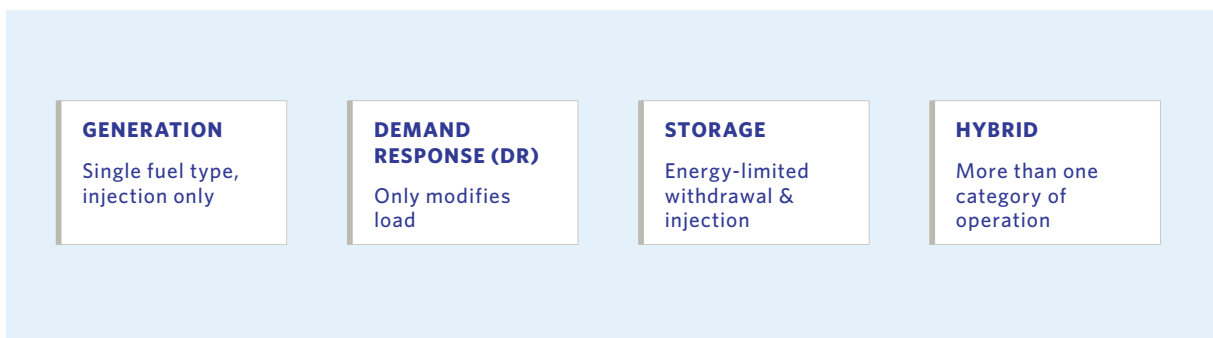 GENERATION
Single fuel type,
injection only
DEMAND
RESPONSE (DR)
Only modifies
load
STORAGE
Energy-limited
withdrawal &
injection
HYBRID
More than one
category of
operation